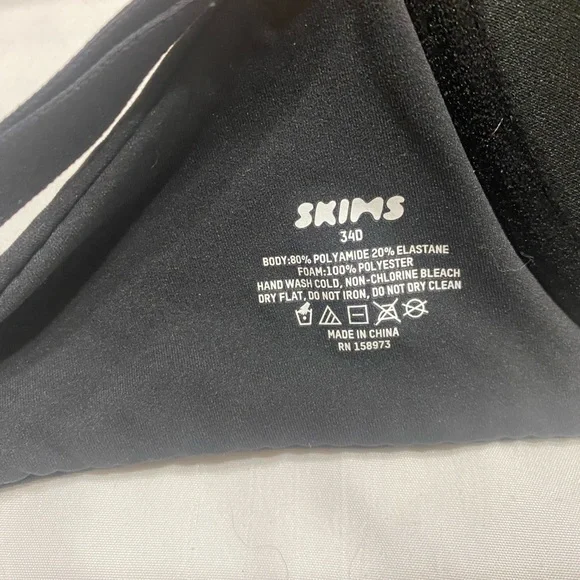 SKIMS
34D
BODY:80% POLYAMIDE 20% ELASTANE
FOAM:100% POLYESTER
HAND WASH COLD, NON-CHLORINE BLEACH
DRY FLAT, DO NOT IRON, DO NOT DRY CLEAN
MADE IN CHINA
RN 158973